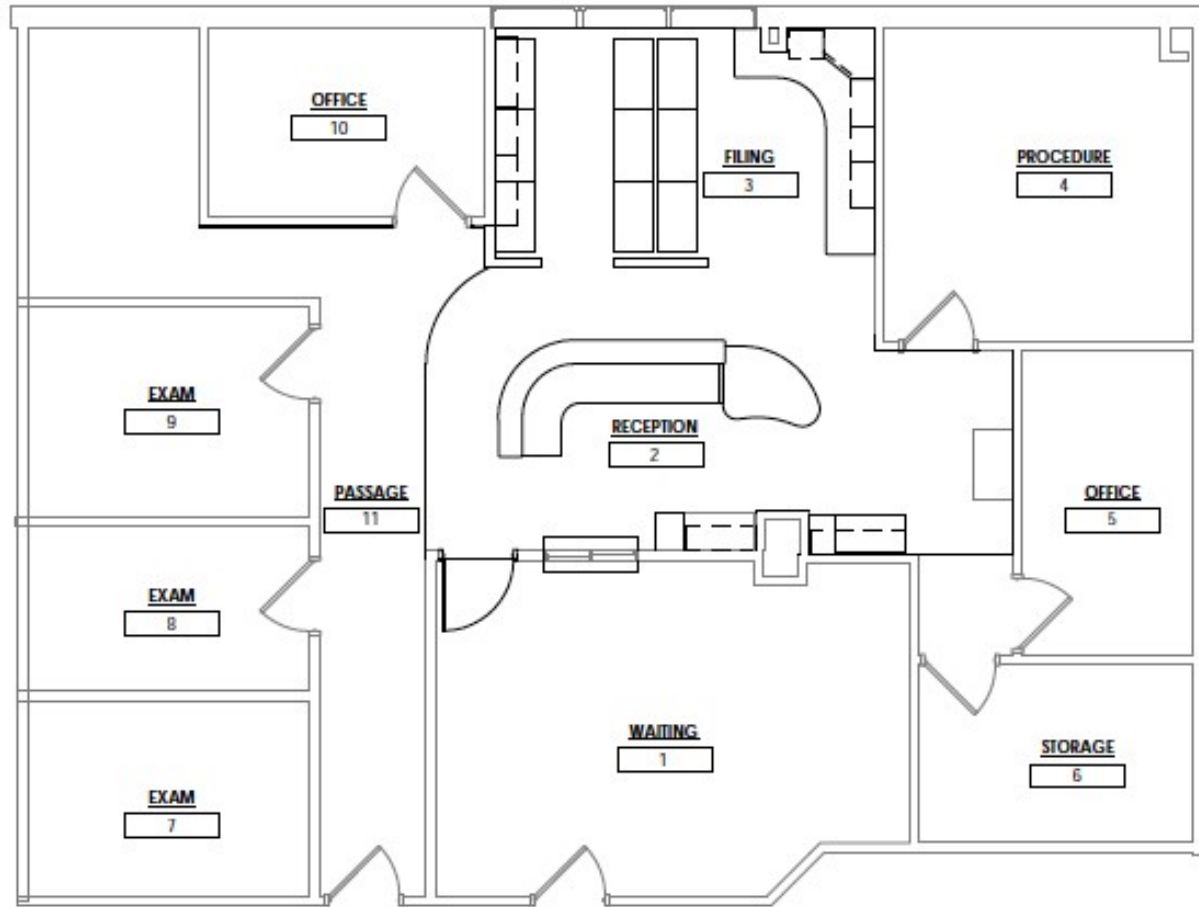 OFFICE
10
FILING
3
PROCEDURE
4
EXAM
9
RECEPTION
2
PASSAGE
11
OFFICE
5
EXAM
8
WAITING
1
STORAGE
6
EXAM
7